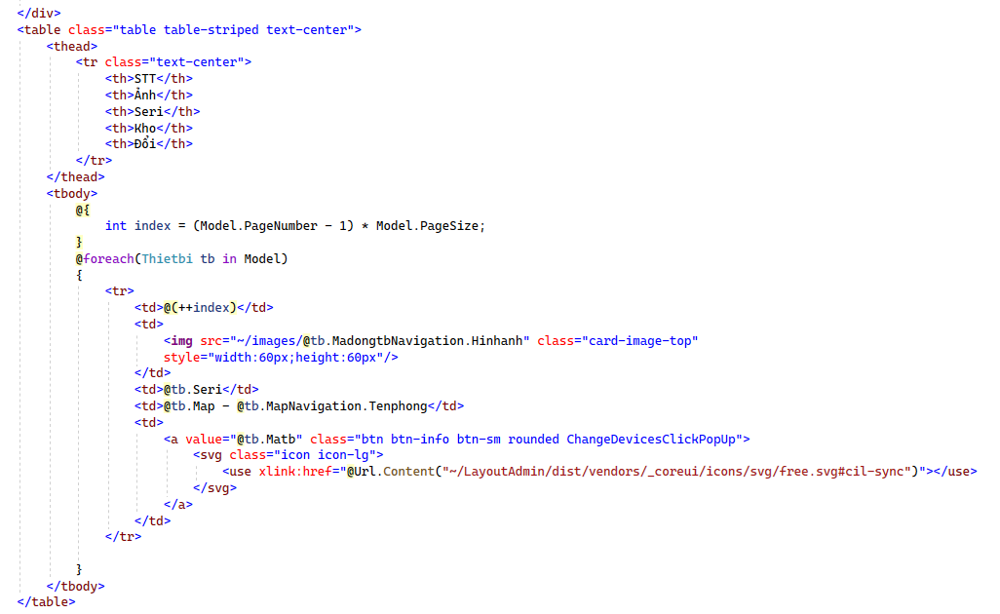 </div>
<table class="table table-striped text-center">
<thead>
<tr class="text-center">
<th>STT</th>
<th>Ảnh</th>
<th>Seri</th>
<th>Kho</th>
<th>Đổi</th>
</tr>
</thead>
<tbody>
@{
int index = (Model.PageNumber - 1) * Model.PageSize;
}
@foreach(Thietbi tb in Model)
{
<tr>
<td>@(++index)</td>
<td>
<img src="~/images/@tb.MadongtbNavigation.Hinhanh" class="card-image-top"
style="width:60px;height:60px"/>
</td>
<td>@tb.Seri</td>
<td>@tb.Map - @tb.MapNavigation.Tenphong</td>
<td>
<a value="@tb.Matb" class="btn btn-info btn-sm rounded ChangeDevicesClickPopUp">
<svg class="icon icon-lg">
<use xlink:href="@Url.Content("~/LayoutAdmin/dist/vendors/_coreui/icons/svg/free.svg#cil-sync")"></use>
</svg>
</a>
</td>
</tr>
}
</tbody>
</table>